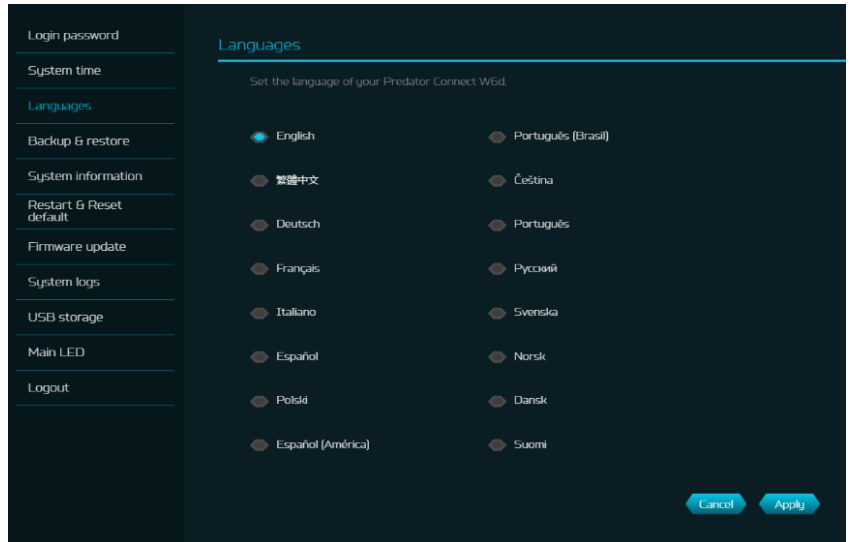 Login password
System time
Languages
Backup & restore
System information
Restart & Reset
default
Firmware update
System logs
USB storage
Main LED
Logout
Languages
Set the language of your Predator Connect W6d.
English
Português (Brasil)
繁體中文
Čeština
Deutsch
Português
Français
Русский
Italiano
Svenska
Español
Norsk
Polski
Dansk
Español (América)
Suomi
Cancel
Apply